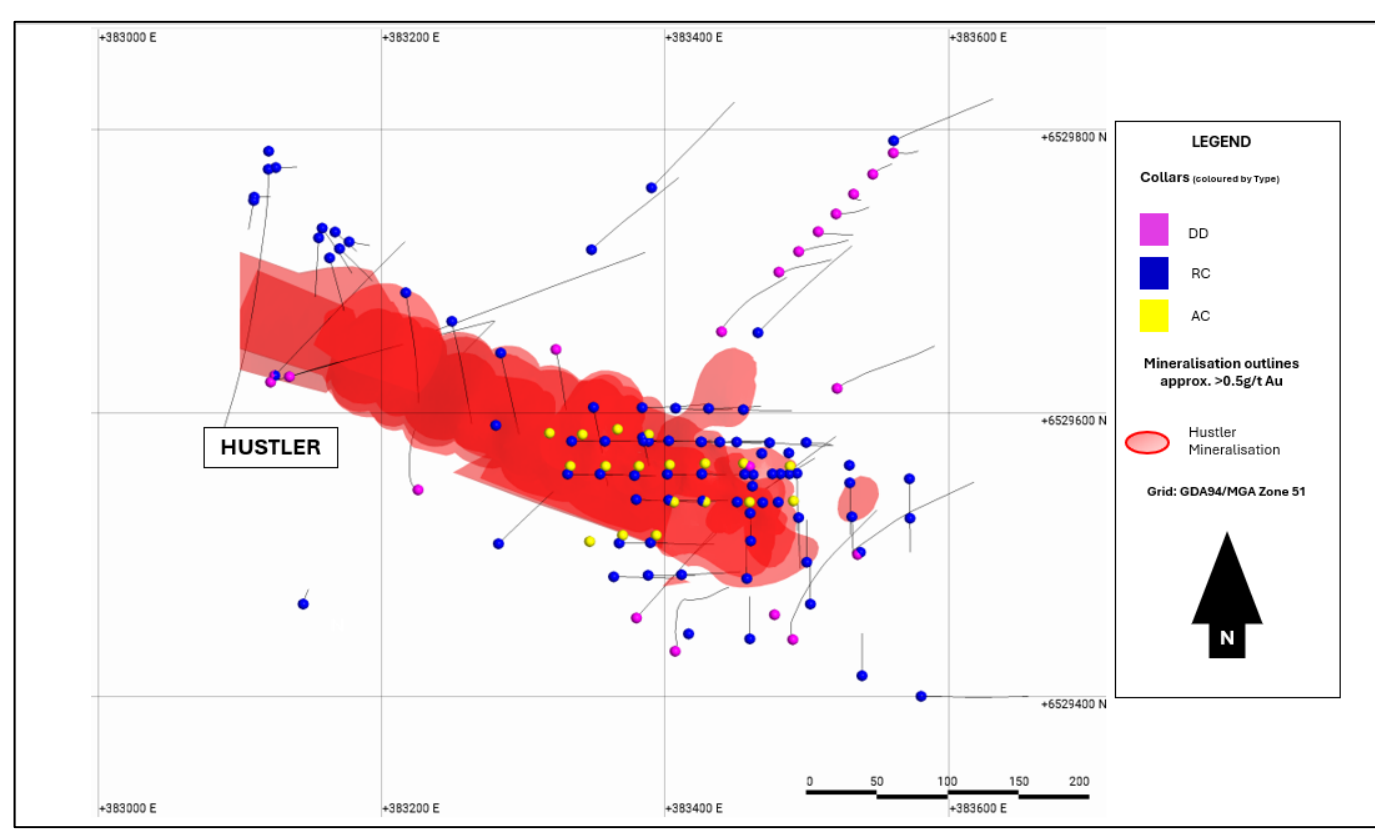 +383000 E
+383200 E
+383400 E
+383600 E
+6529800 N
+6529600 N
+6529400 N
HUSTLER
0 50 100 150 200
+383000 E
+383200 E
+383400 E
+383600 E
LEGEND
Collars (coloured by Type)
DD
RC
AC
Mineralisation outlines
approx. >0.5g/t Au
Hustler
Mineralisation
Grid: GDA94/MGA Zone 51
N